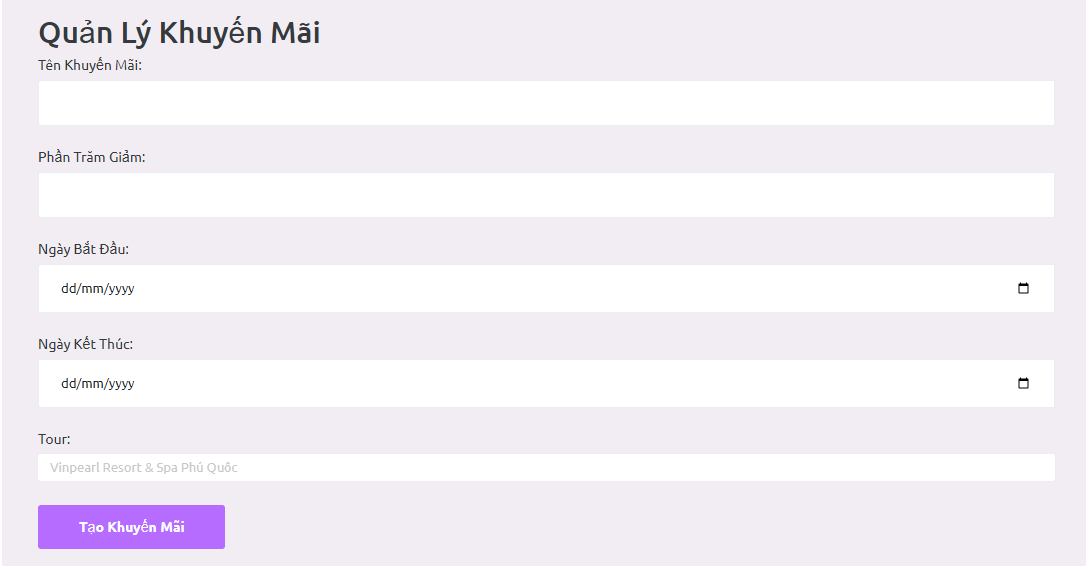 Quản Lý Khuyến Mãi
Tên Khuyến Mãi:
Phần Trăm Giảm:
Ngày Bắt Đầu:
dd/mm/yyyy
Ngày Kết Thúc:
dd/mm/yyyy
Tour:
Vinpearl Resort & Spa Phú Quốc
Tạo Khuyến Mãi